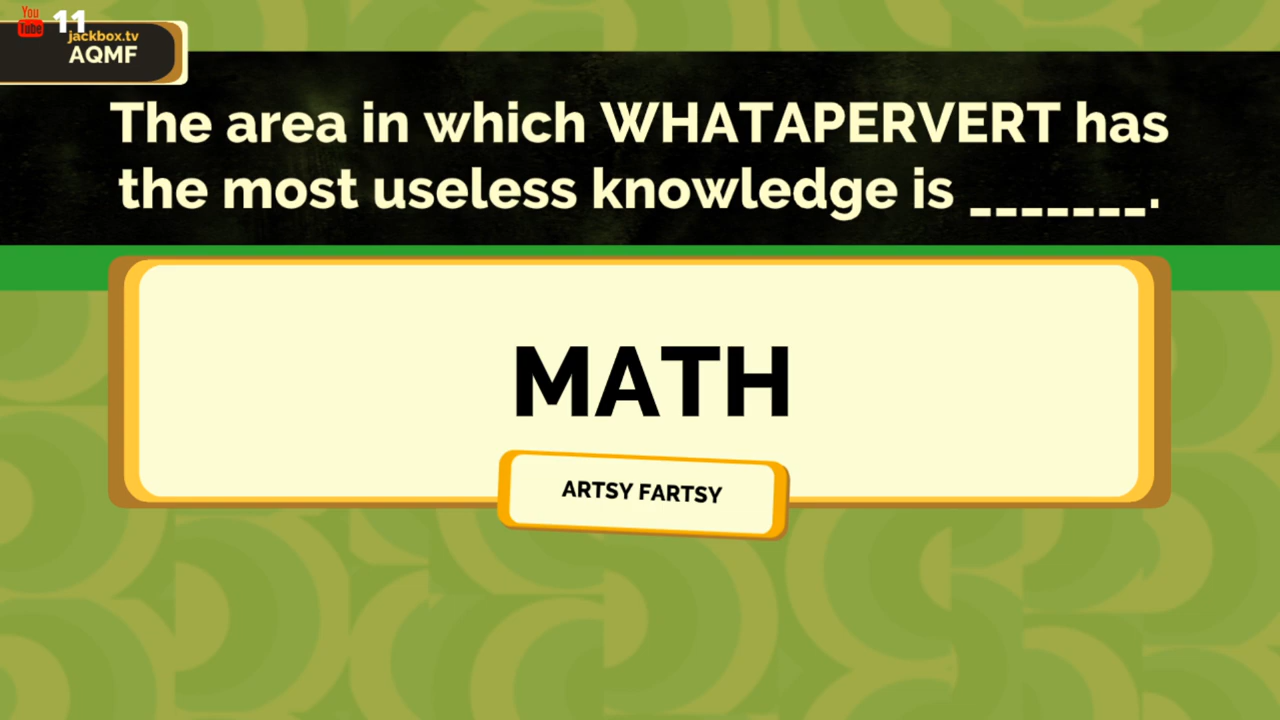 You
Tube
11
jackbox.tv
AQMF
The area in which WHATAPERVERT has
the most useless knowledge is _______.
MATH
ARTSY FARTSY